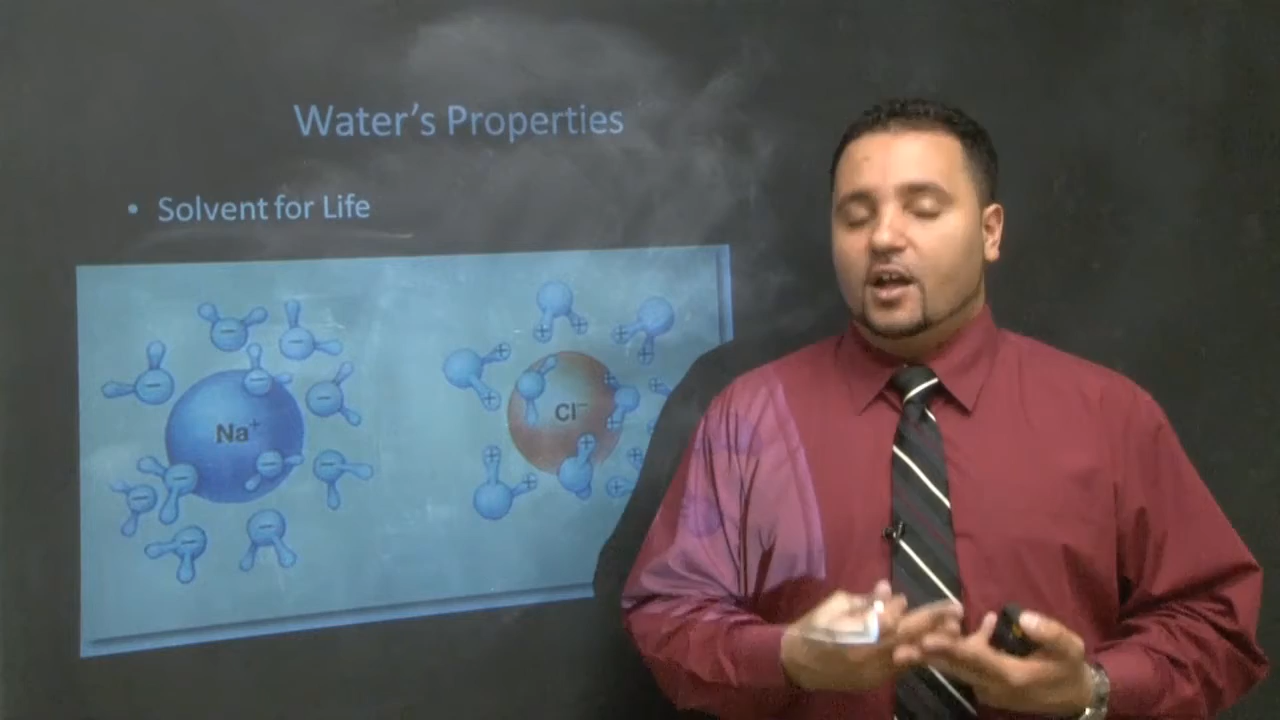 Water's Properties
• Solvent for Life
Na+
Cl−